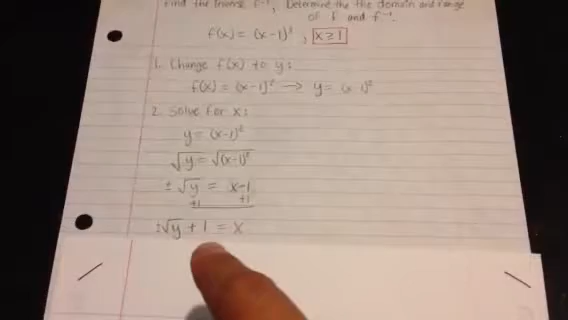 Find the Inverse f⁻¹, Determine the the domain and range
of f and f⁻¹.
f(x) = (x-1)², x≥1
1. Change f(x) to y:
f(x) = (x-1)² → y = (x-1)²
2. Solve for x:
y = (x-1)²
√y = √(x-1)²
± √y = x-1
+1 +1
±√y + 1 = x